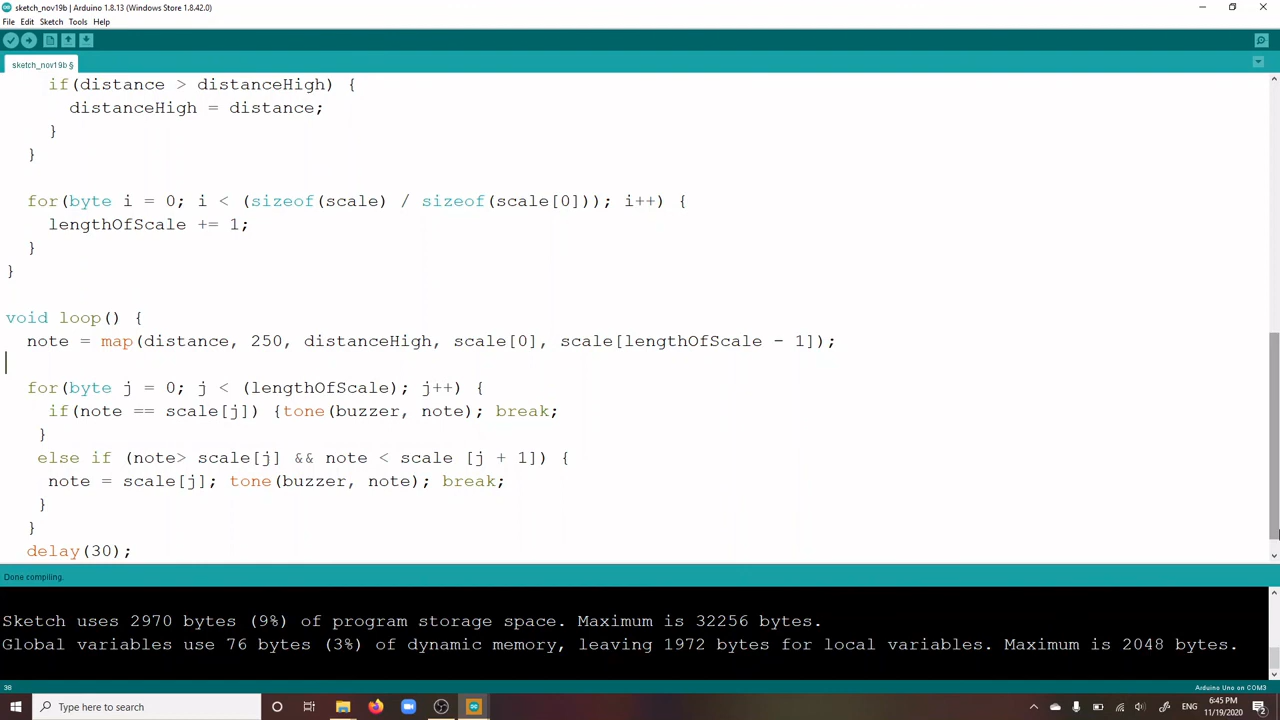 sketch_nov19b | Arduino 1.8.13 (Windows Store 1.8.42.0)
File Edit Sketch Tools Help
sketch_nov19b §
if(distance > distanceHigh) {
distanceHigh = distance;
}
}
for(byte i = 0; i < (sizeof(scale) / sizeof(scale[0])); i++) {
lengthOfScale += 1;
}
}
void loop() {
note = map(distance, 250, distanceHigh, scale[0], scale[lengthOfScale - 1]);
for(byte j = 0; j < (lengthOfScale); j++) {
if(note == scale[j]) {tone(buzzer, note); break;
}
else if (note> scale[j] && note < scale [j + 1]) {
note = scale[j]; tone(buzzer, note); break;
}
}
delay(30);
Done compiling.
Sketch uses 2970 bytes (9%) of program storage space. Maximum is 32256 bytes.
Global variables use 76 bytes (3%) of dynamic memory, leaving 1972 bytes for local variables. Maximum is 2048 bytes.
38
Arduino Uno on COM3
Type here to search
ENG
6:45 PM
11/19/2020
2